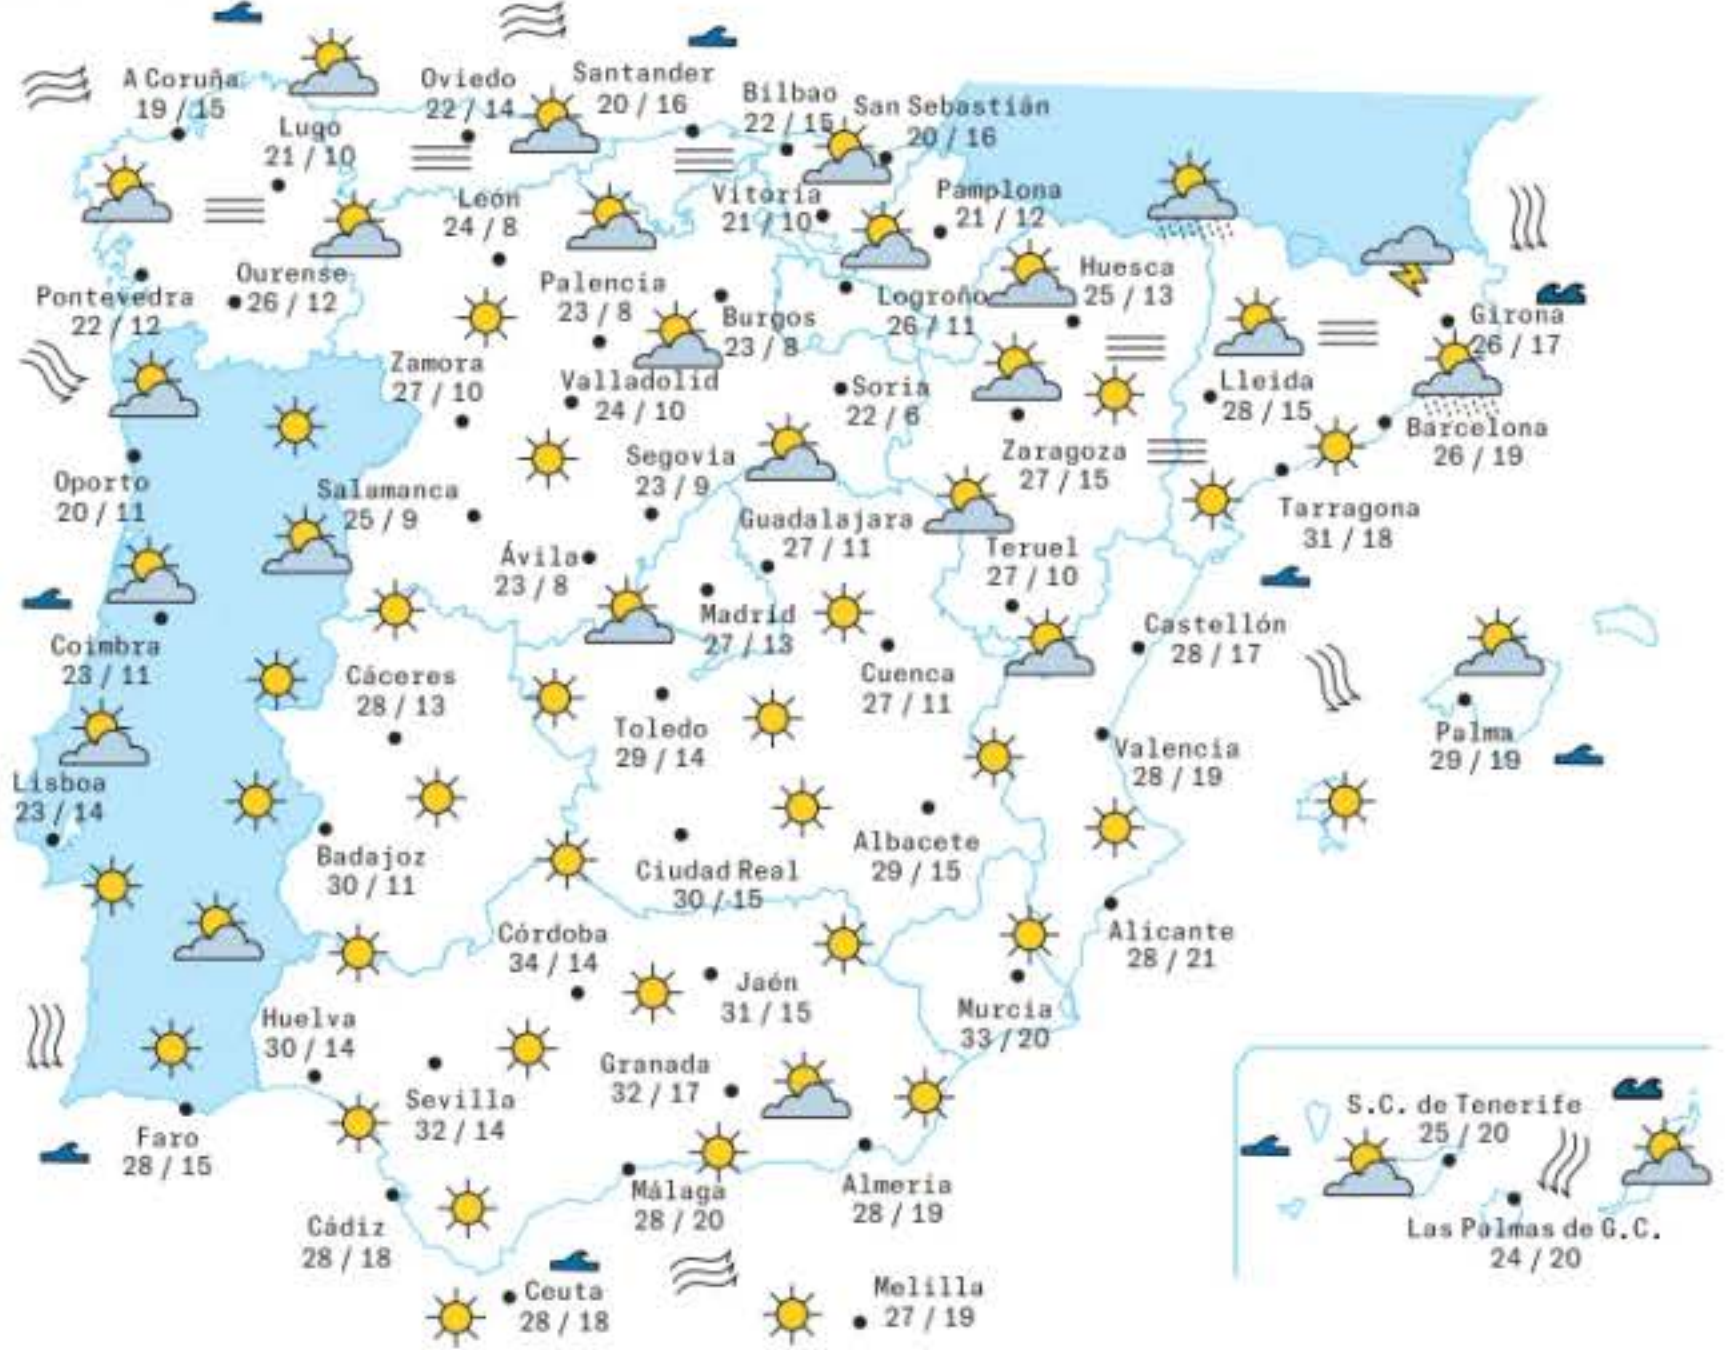 A Coruña
19 / 15
Lugo
21 / 10
Oviedo
22 / 14
Santander
20 / 16
Bilbao
22 / 15
San Sebastián
20 / 16
León
24 / 8
Vitoria
21 / 10
Pamplona
21 / 12
Pontevedra
22 / 12
Ourense
26 / 12
Palencia
23 / 8
Burgos
23 / 8
Logroño
26 / 11
Huesca
25 / 13
Girona
26 / 17
Zamora
27 / 10
Valladolid
24 / 10
Soria
22 / 6
Lleida
28 / 15
Barcelona
26 / 19
Zaragoza
27 / 15
Tarragona
31 / 18
Oporto
20 / 11
Salamanca
25 / 9
Segovia
23 / 9
Guadalajara
27 / 11
Ávila
23 / 8
Teruel
27 / 10
Madrid
27 / 13
Castellón
28 / 17
Coimbra
23 / 11
Cáceres
28 / 13
Cuenca
27 / 11
Toledo
29 / 14
Valencia
28 / 19
Palma
29 / 19
Lisboa
23 / 14
Badajoz
30 / 11
Ciudad Real
30 / 15
Albacete
29 / 15
Alicante
28 / 21
Córdoba
34 / 14
Jaén
31 / 15
Murcia
33 / 20
Huelva
30 / 14
Granada
32 / 17
Sevilla
32 / 14
Faro
28 / 15
Málaga
28 / 20
Almería
28 / 19
Cádiz
28 / 18
Ceuta
28 / 18
Melilla
27 / 19
S.C. de Tenerife
25 / 20
Las Palmas de G.C.
24 / 20